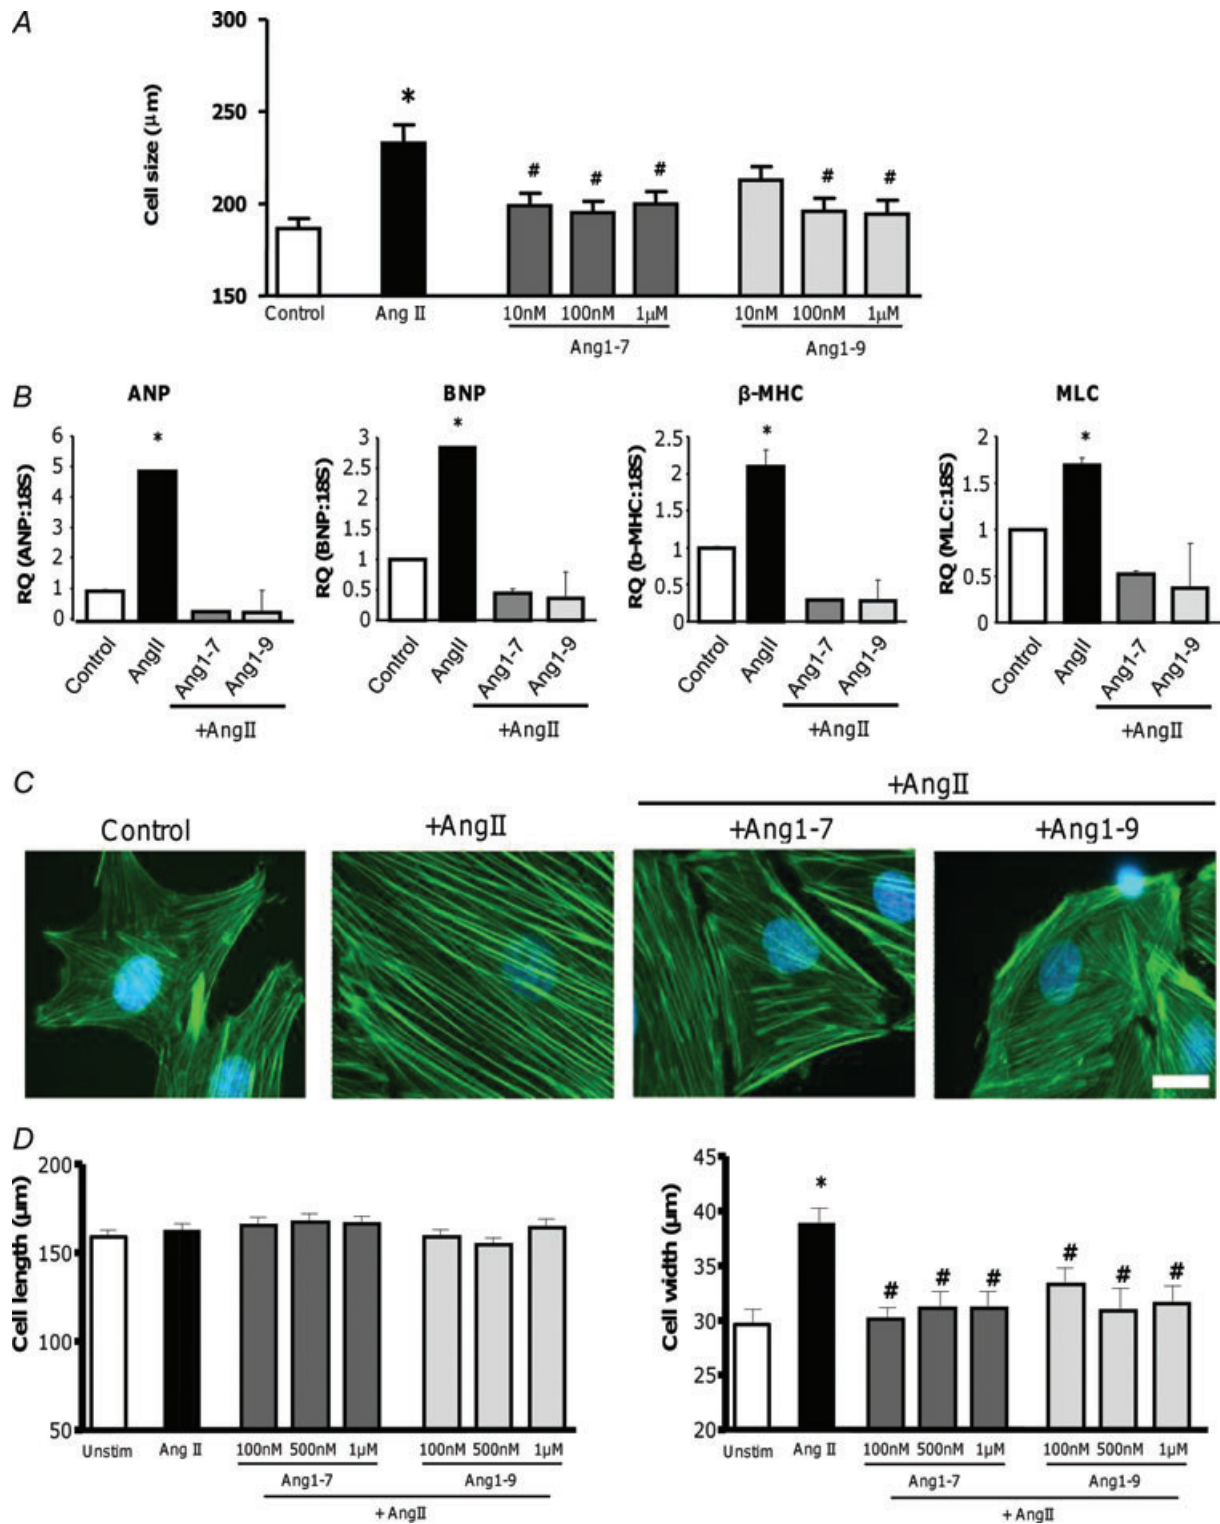 A
300
250
200
150
Cell size (μm)
*
# # #
# #
Control Ang II 10nM 100nM 1μM 10nM 100nM 1μM
Ang1-7 Ang1-9
B
ANP BNP β-MHC MLC
RQ (ANP:18S)
6
5
4
3
2
1
0
*
Control AngII Ang1-7 Ang1-9
+AngII
RQ (BNP:18S)
3
2.5
2
1.5
1
0.5
0
*
Control AngII Ang1-7 Ang1-9
+AngII
RQ (b-MHC:18S)
2.5
2
1.5
1
0.5
0
*
Control AngII Ang1-7 Ang1-9
+AngII
RQ (MLC:18S)
2
1.5
1
0.5
0
*
Control AngII Ang1-7 Ang1-9
+AngII
C
+AngII
Control +AngII +Ang1-7 +Ang1-9
D
Cell length (μm)
200
150
100
50
Unstim Ang II 100nM 500nM 1μM 100nM 500nM 1μM
Ang1-7 Ang1-9
+ AngII
Cell width (μm)
45
40
35
30
25
20
*
# # # # # #
Unstim Ang II 100nM 500nM 1μM 100nM 500nM 1μM
Ang1-7 Ang1-9
+ AngII